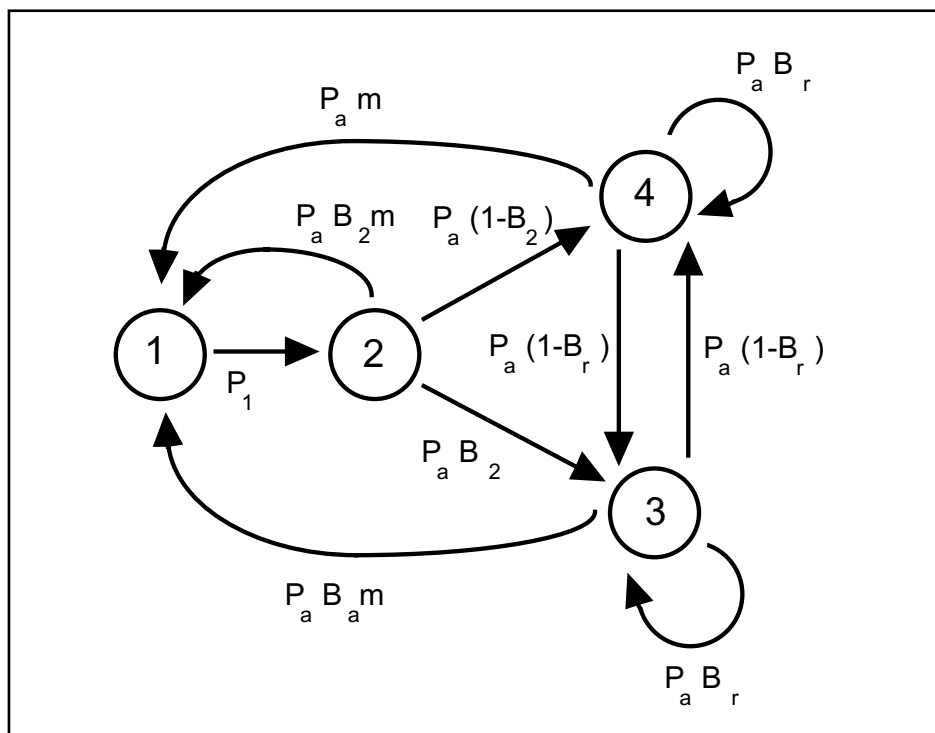 P_a B_r
P_a m
4
P_a B_2 m
P_a (1-B_2)
1
2
P_a (1-B_r)
P_a (1-B_r)
P_1
P_a B_2
3
P_a B_a m
P_a B_r